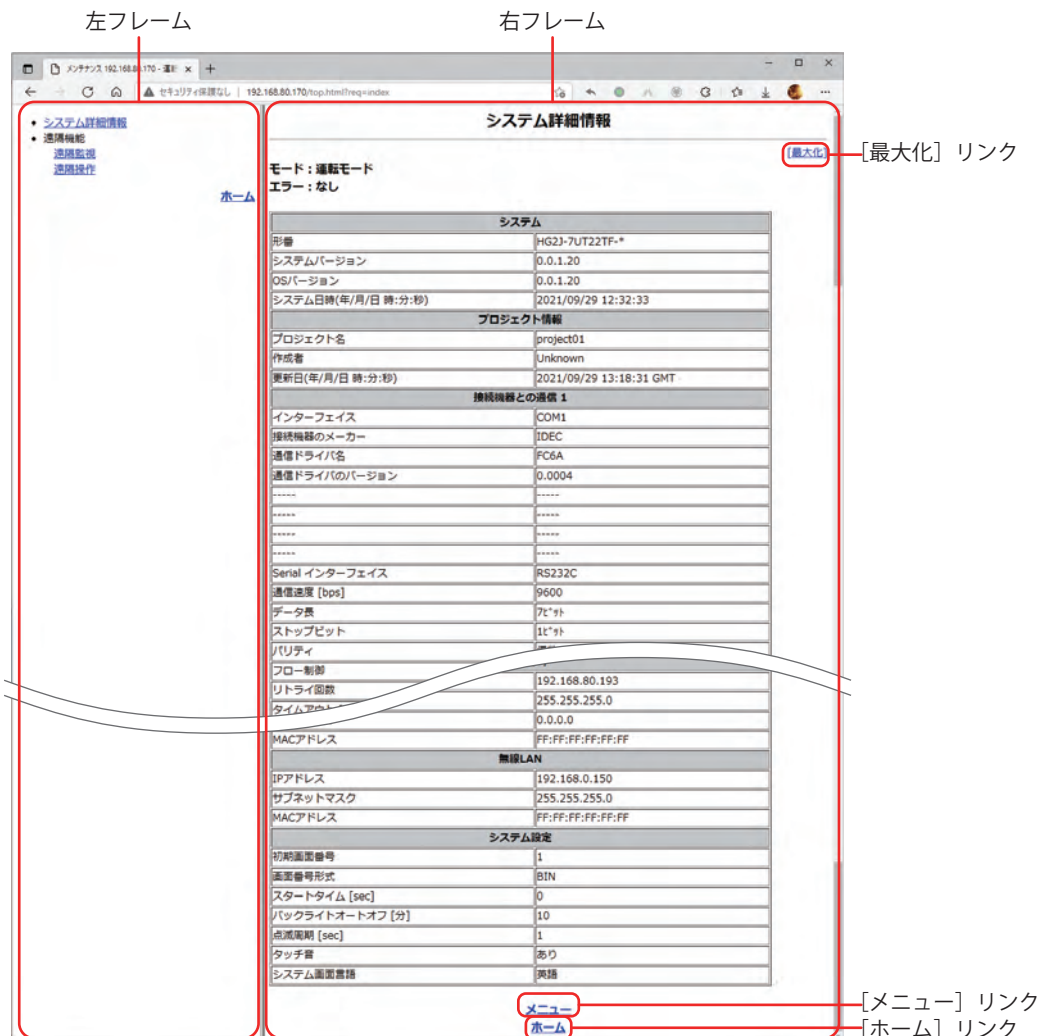 左フレーム 右フレーム
メンテナンス 192.168.80.170 - 運転
セキュリティ保護なし | 192.168.80.170/top.html?req=index
• システム詳細情報
• 遠隔機能
遠隔監視
遠隔操作
ホーム
システム詳細情報
[最大化]
[最大化]リンク
モード：運転モード
エラー：なし
システム
形番 HG2J-7UT22TF-*
システムバージョン 0.0.1.20
OSバージョン 0.0.1.20
システム日時(年/月/日 時:分:秒) 2021/09/29 12:32:33
プロジェクト情報
プロジェクト名 project01
作成者 Unknown
更新日(年/月/日 時:分:秒) 2021/09/29 13:18:31 GMT
接続機器との通信 1
インターフェイス COM1
接続機器のメーカー IDEC
通信ドライバ名 FC6A
通信ドライバのバージョン 0.0004
----- -----
----- -----
----- -----
----- -----
Serial インターフェイス RS232C
通信速度 [bps] 9600
データ長 7ﾋﾞｯﾄ
ストップビット 1ﾋﾞｯﾄ
パリティ
フロー制御
リトライ回数 192.168.80.193
タイムアウト 255.255.255.0
0.0.0.0
MACアドレス FF:FF:FF:FF:FF:FF
無線LAN
IPアドレス 192.168.0.150
サブネットマスク 255.255.255.0
MACアドレス FF:FF:FF:FF:FF:FF
システム設定
初期画面番号 1
画面番号形式 BIN
スタートタイム [sec] 0
バックライトオートオフ [分] 10
点滅周期 [sec] 1
タッチ音 あり
システム画面言語 英語
メニュー
[メニュー]リンク
ホーム
[ホーム]リンク